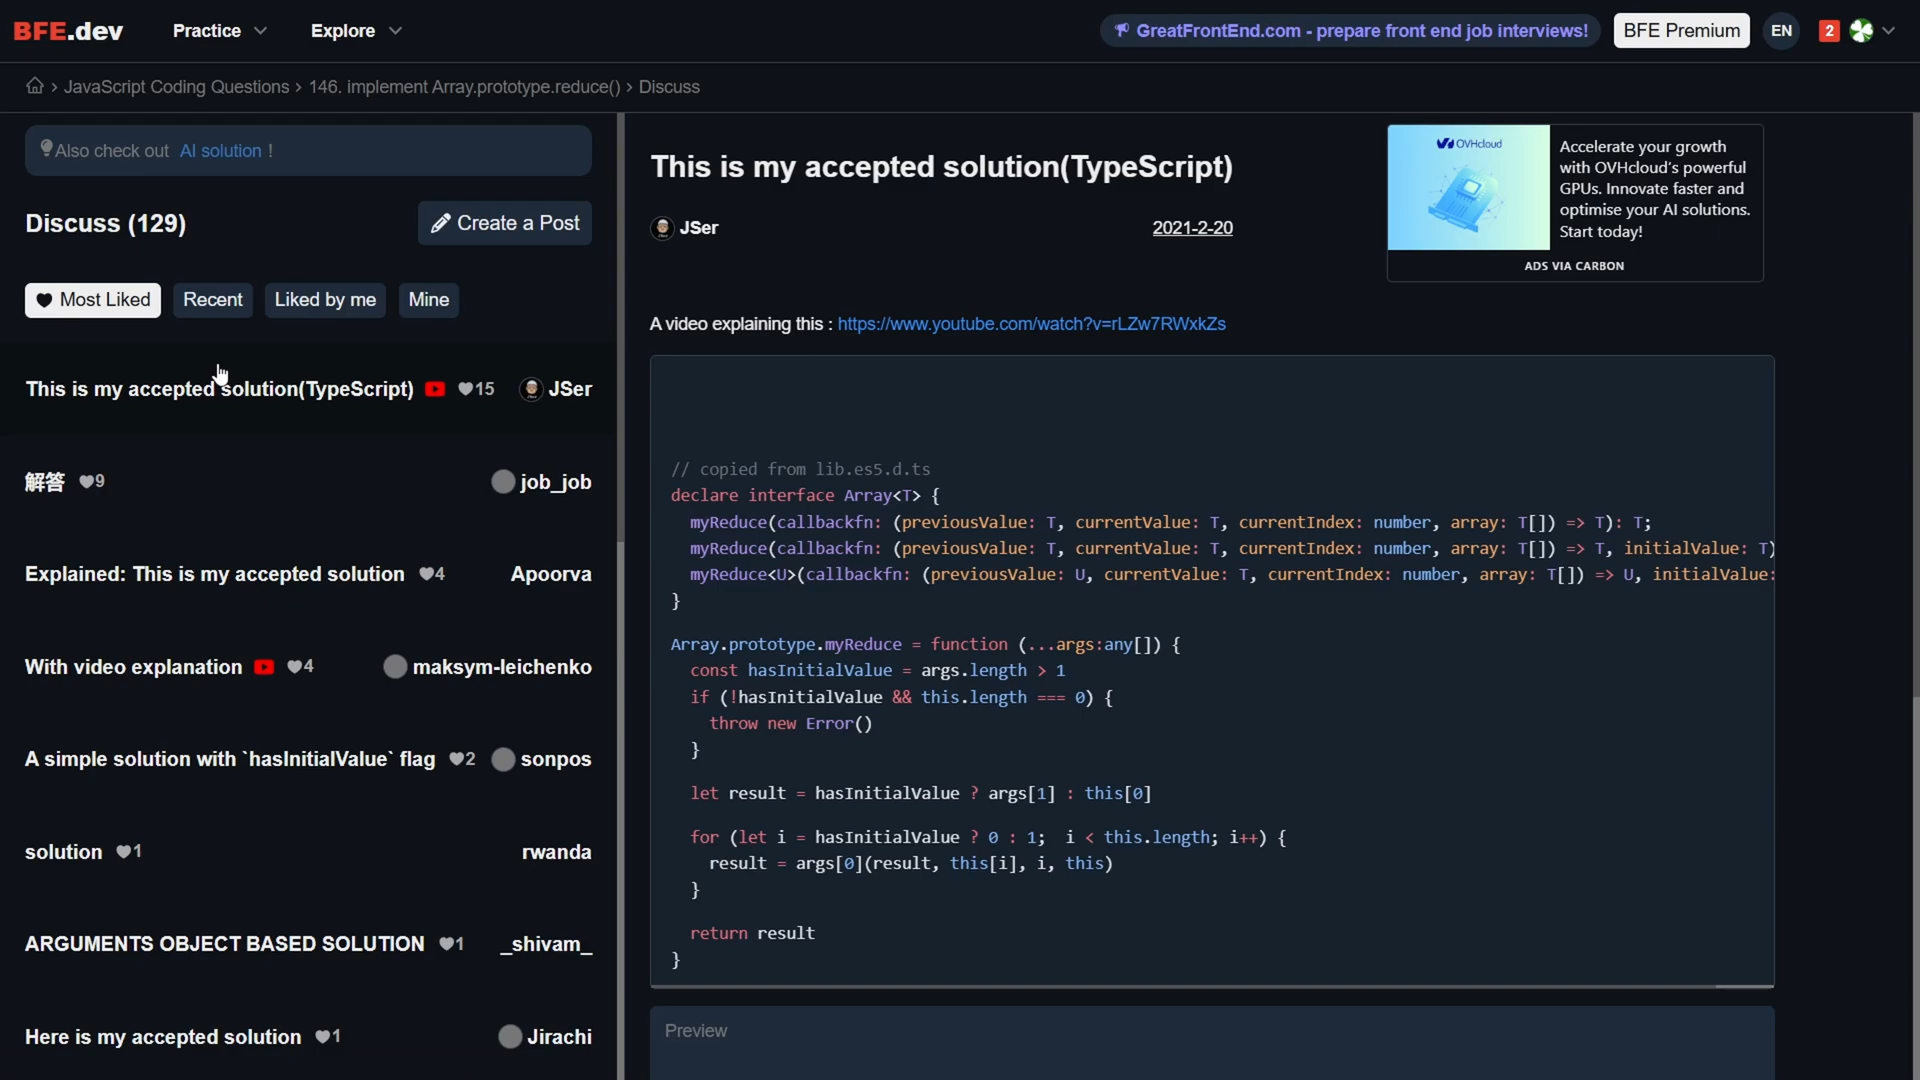 BFE.dev Practice Explore GreatFrontEnd.com - prepare front end job interviews! BFE Premium EN 2
JavaScript Coding Questions > 146. implement Array.prototype.reduce() > Discuss
Also check out AI solution !
Discuss (129) Create a Post
Most Liked Recent Liked by me Mine
This is my accepted solution(TypeScript) 15 JSer
解答 9 job_job
Explained: This is my accepted solution 4 Apoorva
With video explanation 4 maksym-leichenko
A simple solution with `hasInitialValue` flag 2 sonpos
solution 1 rwanda
ARGUMENTS OBJECT BASED SOLUTION 1 _shivam_
Here is my accepted solution 1 Jirachi
This is my accepted solution(TypeScript)
JSer 2021-2-20
OVHcloud
Accelerate your growth
with OVHcloud's powerful
GPUs. Innovate faster and
optimise your AI solutions.
Start today!
ADS VIA CARBON
A video explaining this : https://www.youtube.com/watch?v=rLZw7RWxkZs
// copied from lib.es5.d.ts
declare interface Array<T> {
myReduce(callbackfn: (previousValue: T, currentValue: T, currentIndex: number, array: T[]) => T): T;
myReduce(callbackfn: (previousValue: T, currentValue: T, currentIndex: number, array: T[]) => T, initialValue: T)
myReduce<U>(callbackfn: (previousValue: U, currentValue: T, currentIndex: number, array: T[]) => U, initialValue:
}
Array.prototype.myReduce = function (...args:any[]) {
const hasInitialValue = args.length > 1
if (!hasInitialValue && this.length === 0) {
throw new Error()
}
let result = hasInitialValue ? args[1] : this[0]
for (let i = hasInitialValue ? 0 : 1; i < this.length; i++) {
result = args[0](result, this[i], i, this)
}
return result
}
Preview